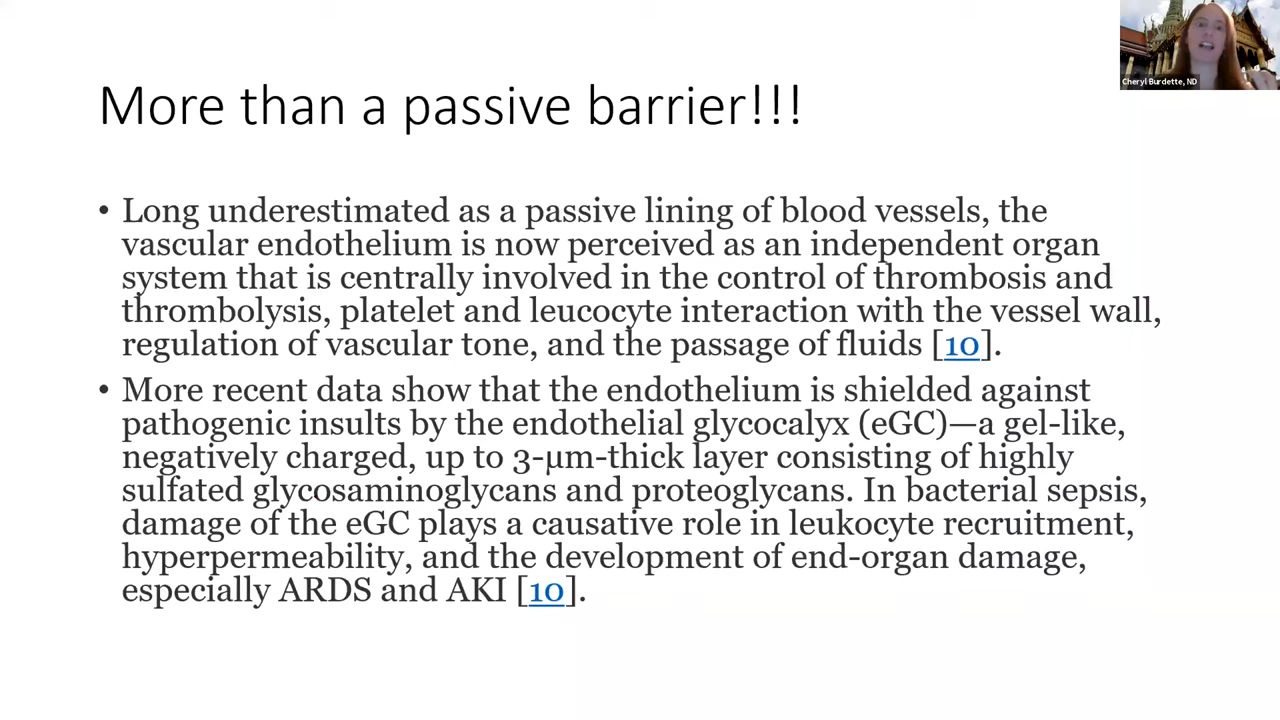 Cheryl Burdette, ND
More than a passive barrier!!!
• Long underestimated as a passive lining of blood vessels, the
vascular endothelium is now perceived as an independent organ
system that is centrally involved in the control of thrombosis and
thrombolysis, platelet and leucocyte interaction with the vessel wall,
regulation of vascular tone, and the passage of fluids [10].
• More recent data show that the endothelium is shielded against
pathogenic insults by the endothelial glycocalyx (eGC)—a gel-like,
negatively charged, up to 3-μm-thick layer consisting of highly
sulfated glycosaminoglycans and proteoglycans. In bacterial sepsis,
damage of the eGC plays a causative role in leukocyte recruitment,
hyperpermeability, and the development of end-organ damage,
especially ARDS and AKI [10].